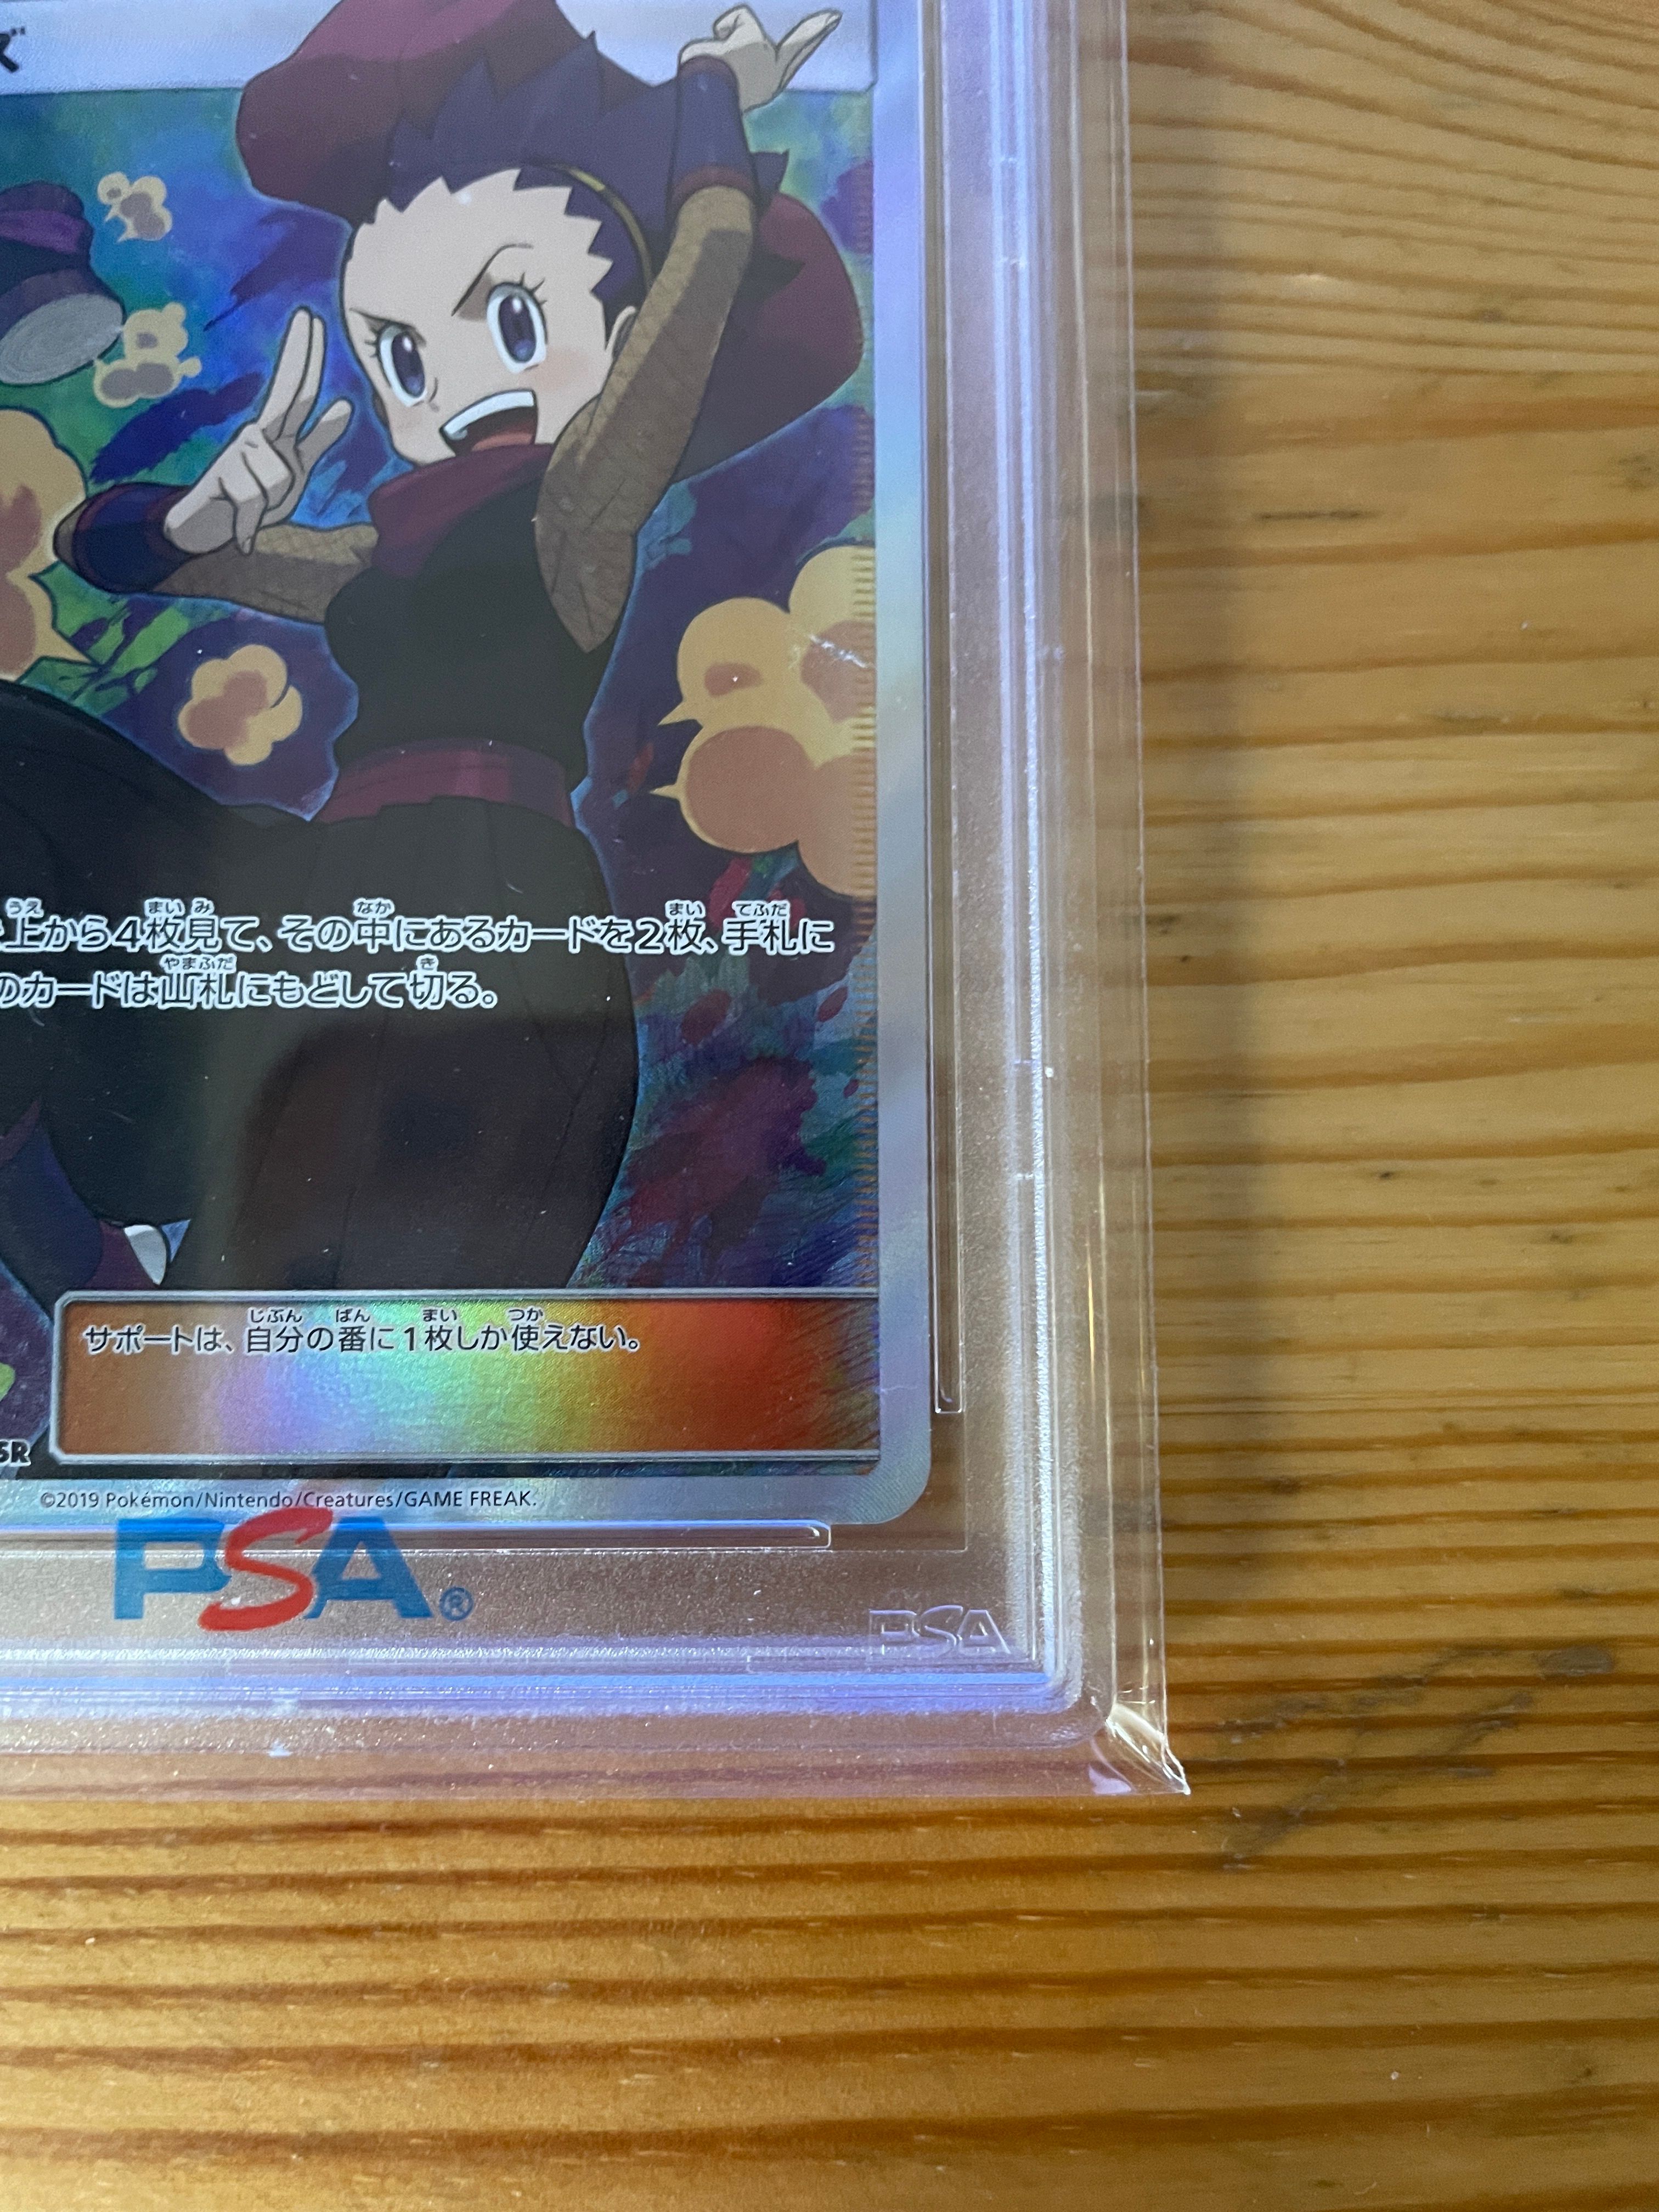 ズ
上から4枚見て、その中にあるカードを2枚、手札に
のカードは山札にもどして切る。
サポートは、自分の番に1枚しか使えない。
SR
©2019 Pokémon/Nintendo/Creatures/GAME FREAK.
PSA®
PSA